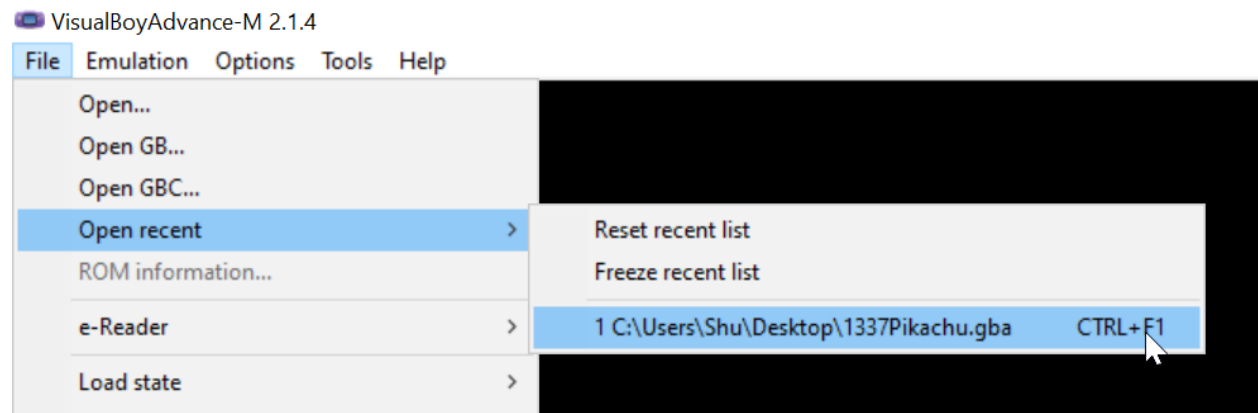 VisualBoyAdvance-M 2.1.4
File Emulation Options Tools Help
Open...
Open GB...
Open GBC...
Open recent
Reset recent list
ROM information...
Freeze recent list
e-Reader
1 C:\Users\Shu\Desktop\1337Pikachu.gba CTRL+F1
Load state